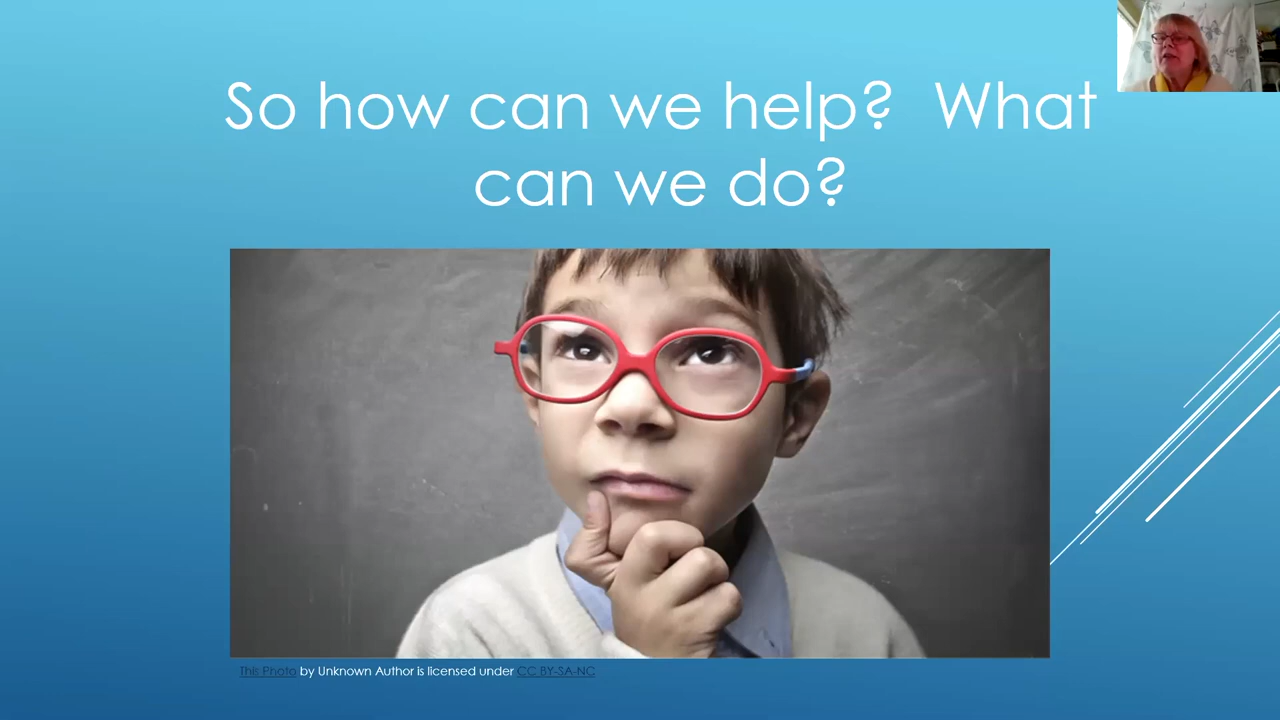 So how can we help?  What
can we do?
This Photo by Unknown Author is licensed under CC BY-SA-NC